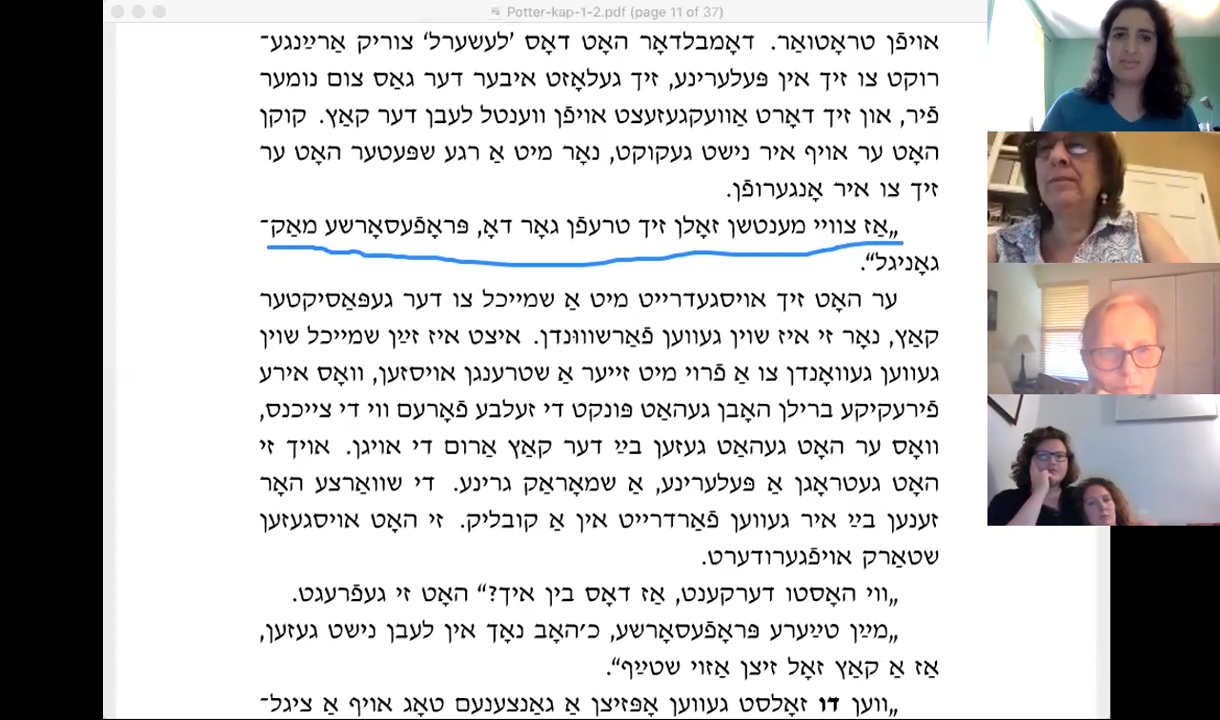 Potter-kap-1-2.pdf (page 11 of 37)
אויפֿן טראָטואַר. דאָמבלדאָר האָט דאָס ’לעשערל‘ צוריק אַרײַנגע־
רוקט צו זיך אין פּעלערינע, זיך געלאָזט איבער דער גאַס צום נומער
פֿיר, און זיך דאָרט אַוועקגעזעצט אויפֿן ווענטל לעבן דער קאַץ. קוקן
האָט ער אויף איר נישט געקוקט, נאָר מיט אַ רגע שפּעטער האָט ער
זיך צו איר אָנגערופֿן.
„אַז צוויי מענטשן זאָלן זיך טרעפֿן גאָר דאָ, פּראָפֿעסאָרשע מאַק־
גאָניגל“.
ער האָט זיך אויסגעדרייט מיט אַ שמייכל צו דער געפּאַסיקטער
קאַץ, נאָר זי איז שוין געווען פֿאַרשוווּנדן. איצט איז זײַן שמייכל שוין
געווען געוואָנדן צו אַ פֿרוי מיט זייער אַ שטרענגן אויסזען, וואָס אירע
פֿירעקיקע ברילן האָבן געהאַט פּונקט די זעלבע פֿאָרעם ווי די צייכנס,
וואָס ער האָט געהאַט געזען בײַ דער קאַץ אַרום די אויגן. אויך זי
האָט געטראָגן אַ פּעלערינע, אַ שמאַראַק גרינע. די שוואַרצע האָר
זענען בײַ איר געווען פֿאַרדרייט אין אַ קובליק. זי האָט אויסגעזען
שטאַרק אויפֿגערודערט.
„ווי האָסטו דערקענט, אַז דאָס בין איך?“ האָט זי געפֿרעגט.
„מײַן טײַערע פּראָפֿעסאָרשע, כ׳האָב נאָך אין לעבן נישט געזען,
אַז אַ קאַץ זאָל זיצן אַזוי שטײַף“.
„ווען דו זאָלסט געווען אָפּזיצן אַ גאַנצענעם טאָג אויף אַ ציגל־